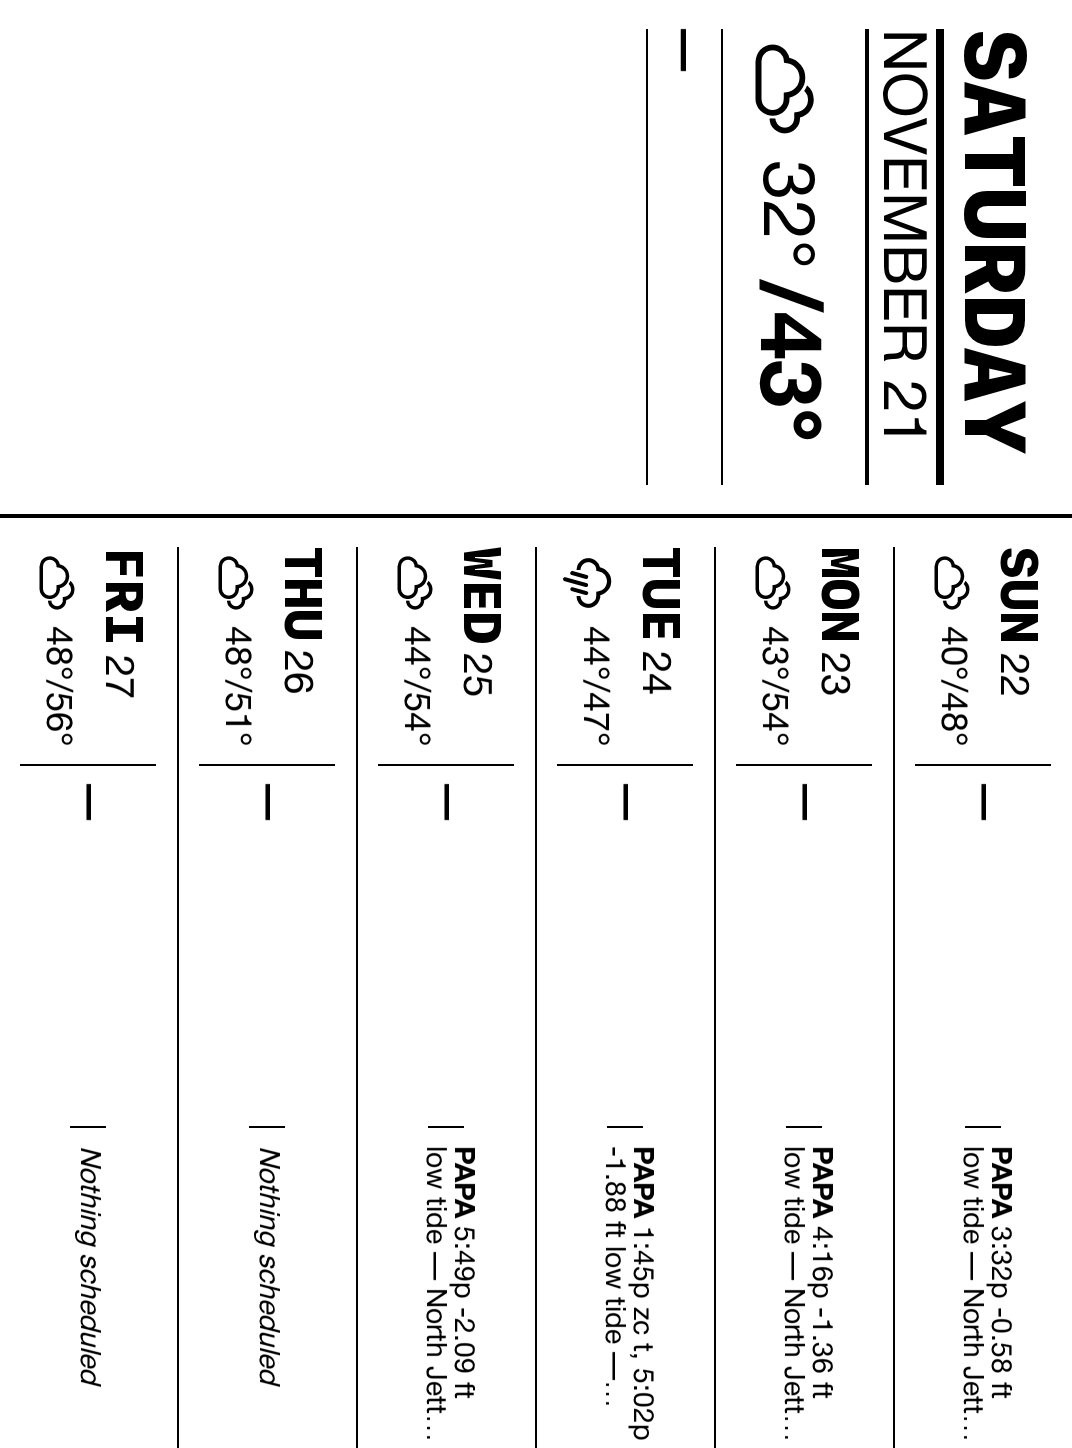 SATURDAY
NOVEMBER 21
32° /43°
—
SUN 22
40°/48°
—
PAPA 3:32p -0.58 ft
low tide — North Jett…
MON 23
43°/54°
—
PAPA 4:16p -1.36 ft
low tide — North Jett…
TUE 24
44°/47°
—
PAPA 1:45p zc t, 5:02p
-1.88 ft low tide —…
WED 25
44°/54°
—
PAPA 5:49p -2.09 ft
low tide — North Jett…
THU 26
48°/51°
—
Nothing scheduled
FRI 27
48°/56°
—
Nothing scheduled